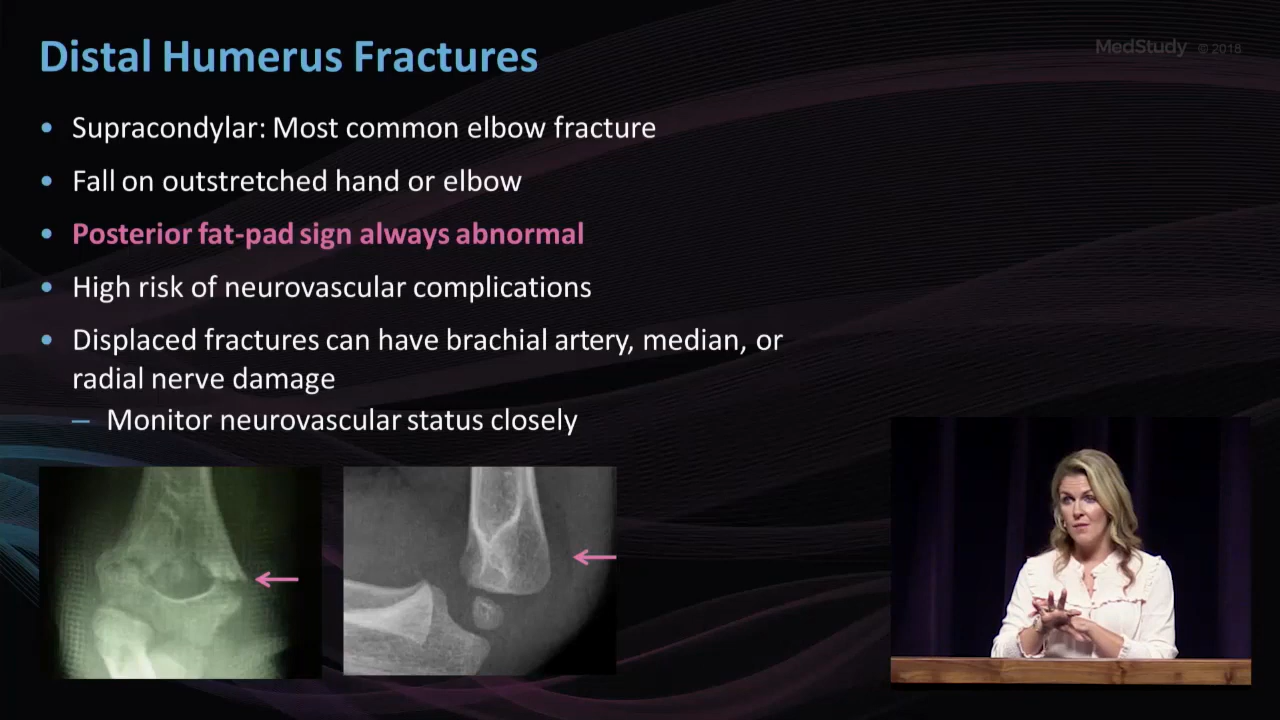 Distal Humerus Fractures
MedStudy © 2018
• Supracondylar: Most common elbow fracture
• Fall on outstretched hand or elbow
• Posterior fat-pad sign always abnormal
• High risk of neurovascular complications
• Displaced fractures can have brachial artery, median, or
radial nerve damage
– Monitor neurovascular status closely